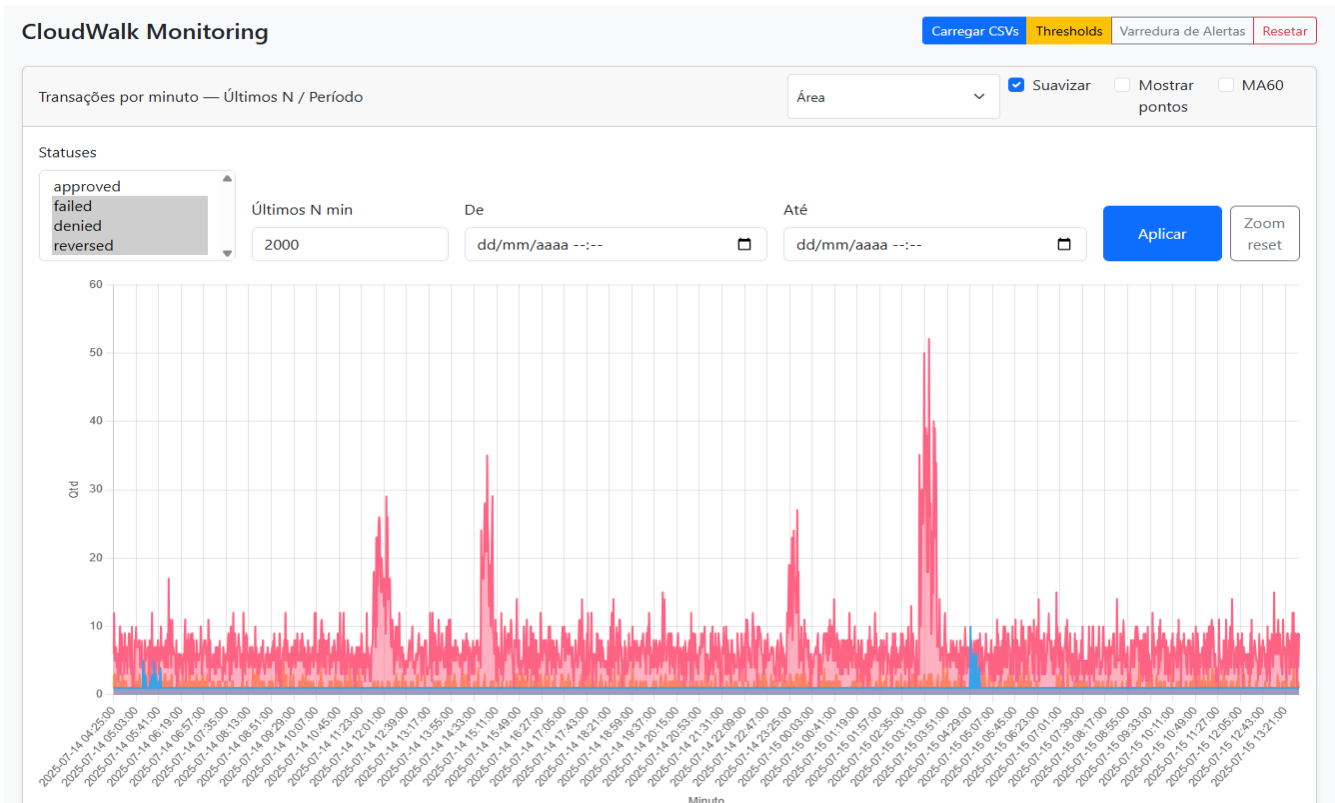 CloudWalk Monitoring
Carregar CSVs Thresholds Varredura de Alertas Resetar
Transações por minuto — Últimos N / Período
Área
Suavizar
Mostrar
pontos
MA60
Statuses
approved
failed
denied
reversed
Últimos N min
2000
De
dd/mm/aaaa --:--
Até
dd/mm/aaaa --:--
Aplicar
Zoom
reset
60
50
40
30
20
10
0
Qtd
2025-07-14 04:25:00
2025-07-14 05:03:00
2025-07-14 05:41:00
2025-07-14 06:19:00
2025-07-14 06:57:00
2025-07-14 07:35:00
2025-07-14 08:13:00
2025-07-14 08:51:00
2025-07-14 09:29:00
2025-07-14 10:07:00
2025-07-14 10:45:00
2025-07-14 11:23:00
2025-07-14 12:01:00
2025-07-14 12:39:00
2025-07-14 13:17:00
2025-07-14 13:55:00
2025-07-14 14:33:00
2025-07-14 15:11:00
2025-07-14 15:49:00
2025-07-14 16:27:00
2025-07-14 17:05:00
2025-07-14 17:43:00
2025-07-14 18:21:00
2025-07-14 18:59:00
2025-07-14 19:37:00
2025-07-14 20:15:00
2025-07-14 20:53:00
2025-07-14 21:31:00
2025-07-14 22:09:00
2025-07-14 22:47:00
2025-07-14 23:25:00
2025-07-15 00:03:00
2025-07-15 00:41:00
2025-07-15 01:19:00
2025-07-15 01:57:00
2025-07-15 02:35:00
2025-07-15 03:13:00
2025-07-15 03:51:00
2025-07-15 04:29:00
2025-07-15 05:07:00
2025-07-15 05:45:00
2025-07-15 06:23:00
2025-07-15 07:01:00
2025-07-15 07:39:00
2025-07-15 08:17:00
2025-07-15 08:55:00
2025-07-15 09:33:00
2025-07-15 10:11:00
2025-07-15 10:49:00
2025-07-15 11:27:00
2025-07-15 12:05:00
2025-07-15 12:43:00
2025-07-15 13:21:00
Minuto